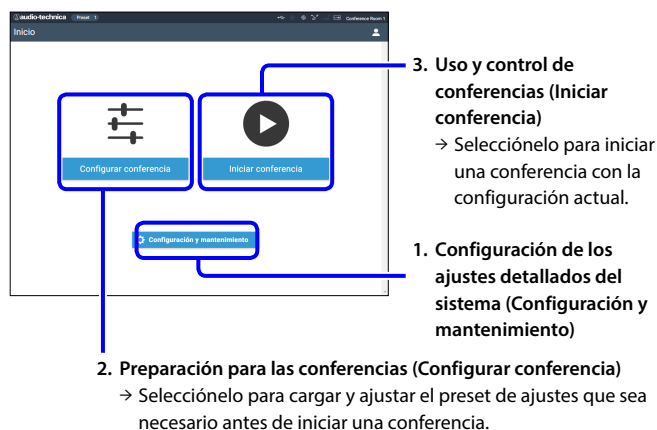 audio-technica Preset 1 Conference Room 1
Inicio
Configurar conferencia
Iniciar conferencia
Configuración y mantenimiento
3. Uso y control de
conferencias (Iniciar
conferencia)
→ Selecciónelo para iniciar
una conferencia con la
configuración actual.
1. Configuración de los
ajustes detallados del
sistema (Configuración y
mantenimiento)
2. Preparación para las conferencias (Configurar conferencia)
→ Selecciónelo para cargar y ajustar el preset de ajustes que sea
necesario antes de iniciar una conferencia.